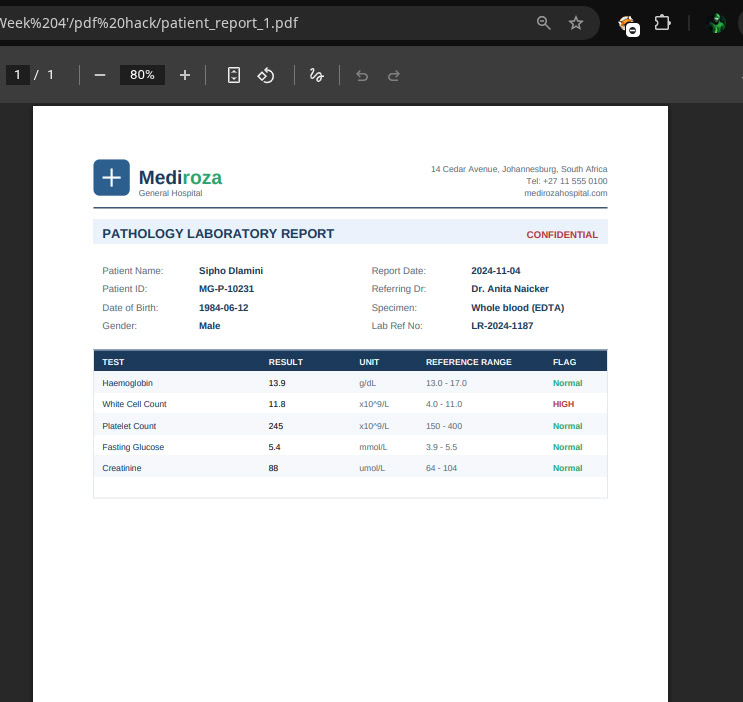 Week%204'/pdf%20hack/patient_report_1.pdf
1 / 1 80%
Mediroza
General Hospital
14 Cedar Avenue, Johannesburg, South Africa
Tel: +27 11 555 0100
medirozahospital.com
PATHOLOGY LABORATORY REPORT CONFIDENTIAL
Patient Name: Sipho Dlamini Report Date: 2024-11-04
Patient ID: MG-P-10231 Referring Dr: Dr. Anita Naicker
Date of Birth: 1984-06-12 Specimen: Whole blood (EDTA)
Gender: Male Lab Ref No: LR-2024-1187
TEST RESULT UNIT REFERENCE RANGE FLAG
Haemoglobin 13.9 g/dL 13.0 - 17.0 Normal
White Cell Count 11.8 x10^9/L 4.0 - 11.0 HIGH
Platelet Count 245 x10^9/L 150 - 400 Normal
Fasting Glucose 5.4 mmol/L 3.9 - 5.5 Normal
Creatinine 88 umol/L 64 - 104 Normal